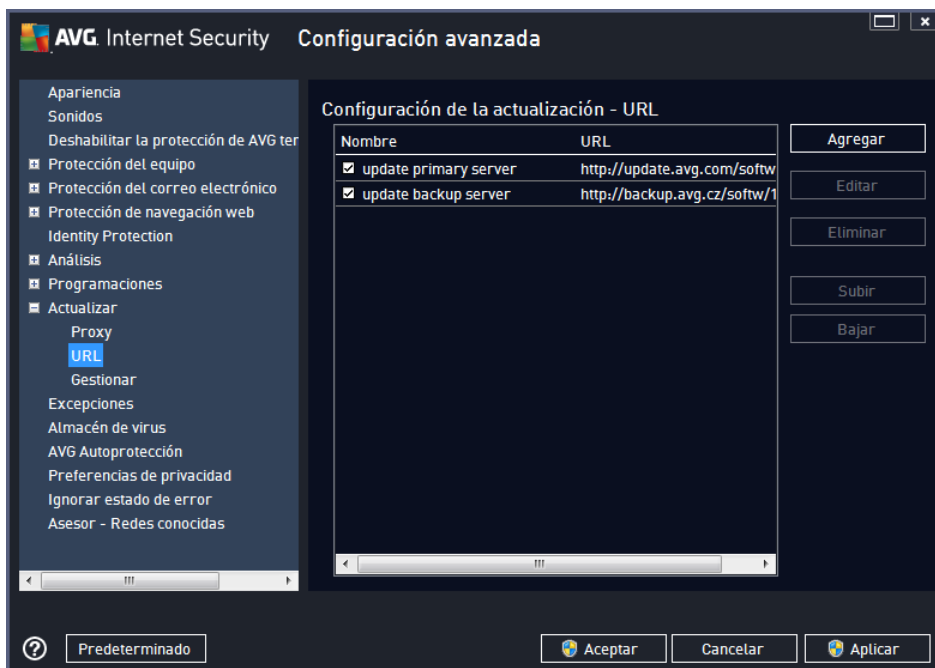 AVG. Internet Security Configuración avanzada
Apariencia
Sonidos
Deshabilitar la protección de AVG ter
Protección del equipo
Protección del correo electrónico
Protección de navegación web
Identity Protection
Análisis
Programaciones
Actualizar
Proxy
URL
Gestionar
Excepciones
Almacén de virus
AVG Autoprotección
Preferencias de privacidad
Ignorar estado de error
Asesor - Redes conocidas
Configuración de la actualización - URL
Nombre URL
update primary server http://update.avg.com/softw
update backup server http://backup.avg.cz/softw/1
Agregar
Editar
Eliminar
Subir
Bajar
Predeterminado
Aceptar
Cancelar
Aplicar